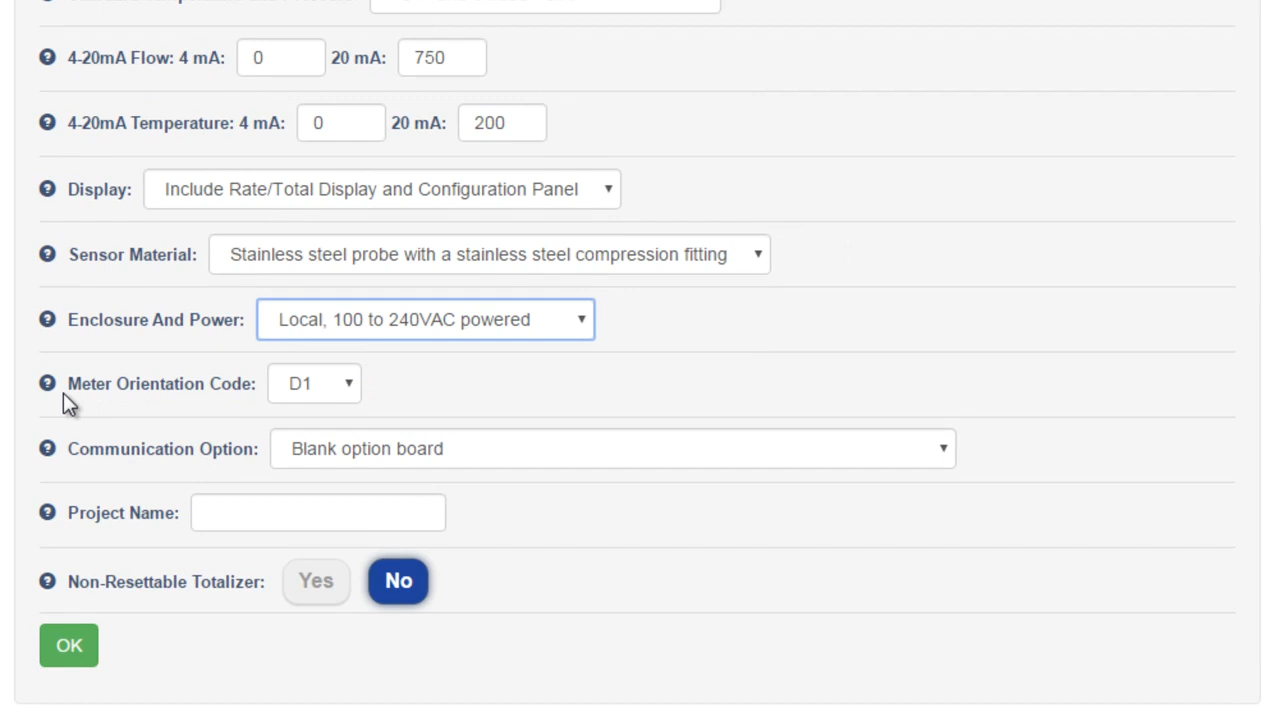 4-20mA Flow: 4 mA: 0 20 mA: 750
4-20mA Temperature: 4 mA: 0 20 mA: 200
Display: Include Rate/Total Display and Configuration Panel
Sensor Material: Stainless steel probe with a stainless steel compression fitting
Enclosure And Power: Local, 100 to 240VAC powered
Meter Orientation Code: D1
Communication Option: Blank option board
Project Name:
Non-Resettable Totalizer: Yes No
OK